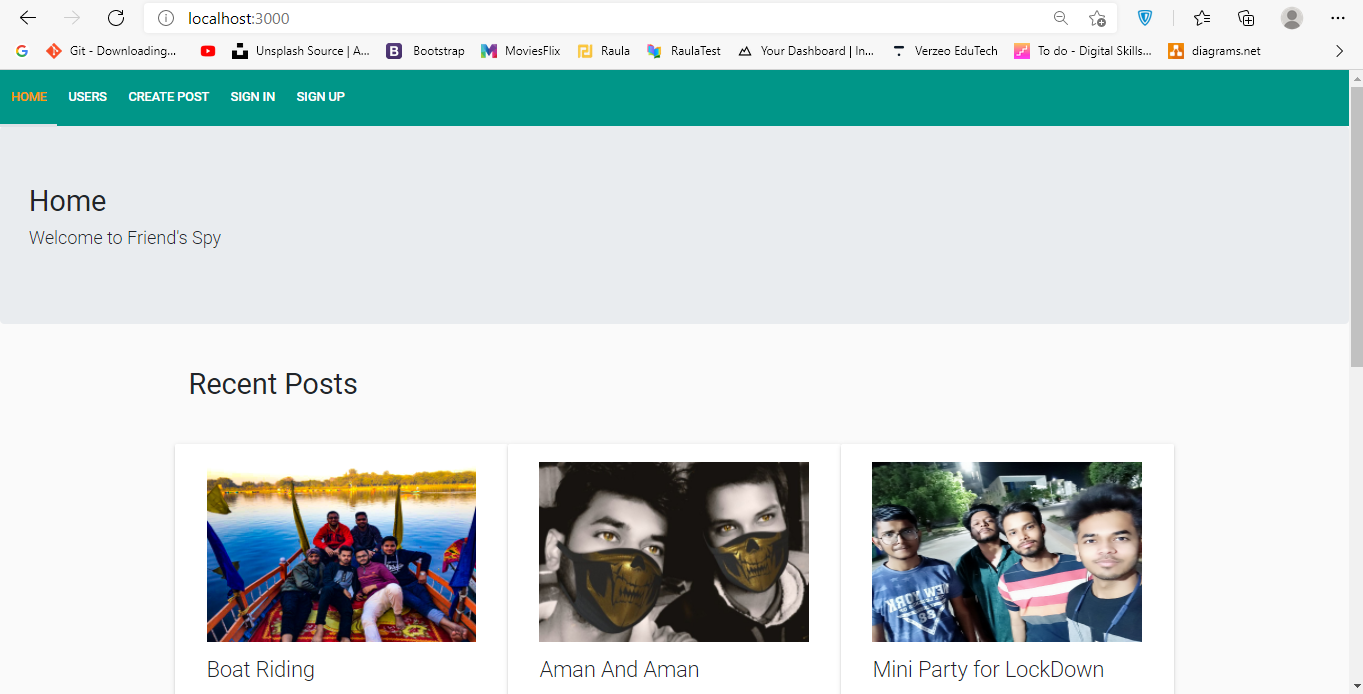 localhost:3000
Git - Downloading... Unsplash Source | A... Bootstrap MoviesFlix Raula RaulaTest Your Dashboard | In... Verzeo EduTech To do - Digital Skills... diagrams.net
HOME USERS CREATE POST SIGN IN SIGN UP
Home
Welcome to Friend's Spy
Recent Posts
Boat Riding
Aman And Aman
Mini Party for LockDown